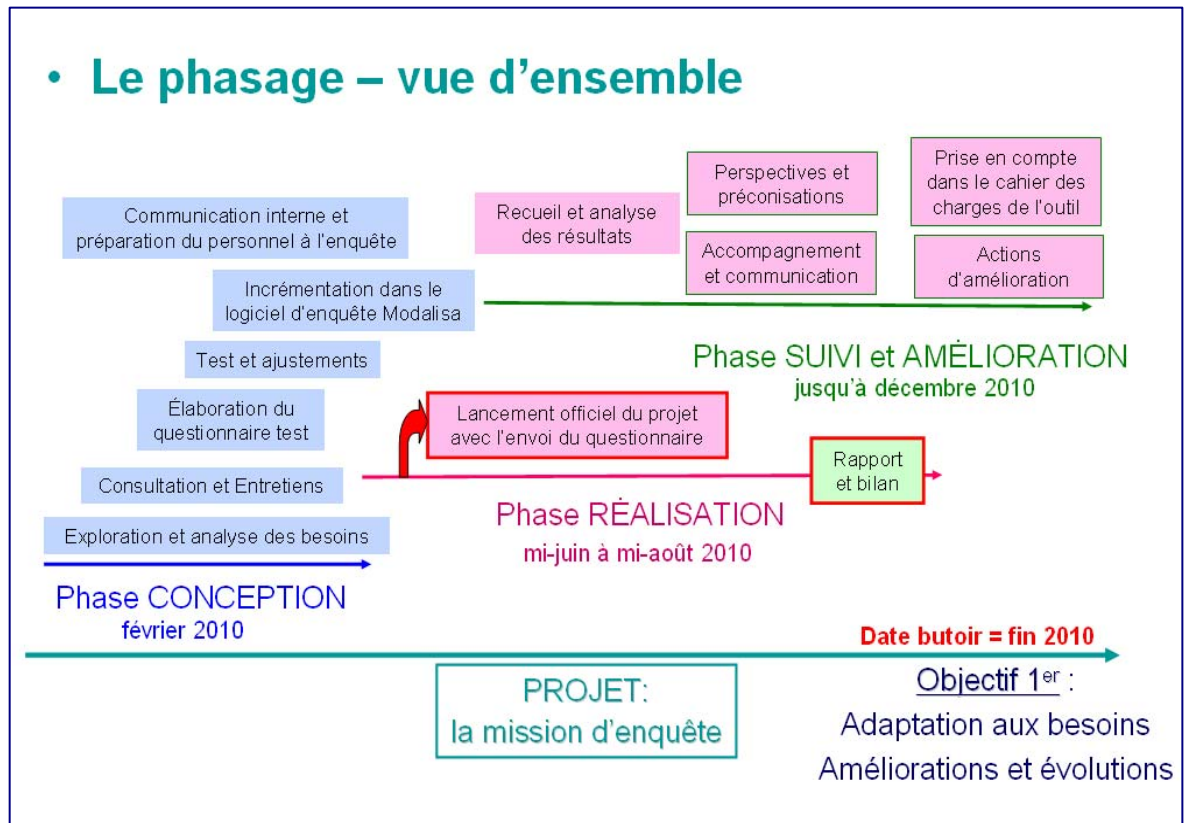 • Le phasage – vue d'ensemble
Communication interne et
préparation du personnel à l'enquête
Incrémentation dans le
logiciel d'enquête Modalisa
Test et ajustements
Élaboration du
questionnaire test
Consultation et Entretiens
Exploration et analyse des besoins
Phase CONCEPTION
février 2010
Recueil et analyse
des résultats
Perspectives et
préconisations
Accompagnement
et communication
Prise en compte
dans le cahier des
charges de l'outil
Actions
d'amélioration
Phase SUIVI et AMÉLIORATION
jusqu'à décembre 2010
Lancement officiel du projet
avec l'envoi du questionnaire
Rapport
et bilan
Phase RÉALISATION
mi-juin à mi-août 2010
Date butoir = fin 2010
PROJET:
la mission d'enquête
Objectif 1er :
Adaptation aux besoins
Améliorations et évolutions